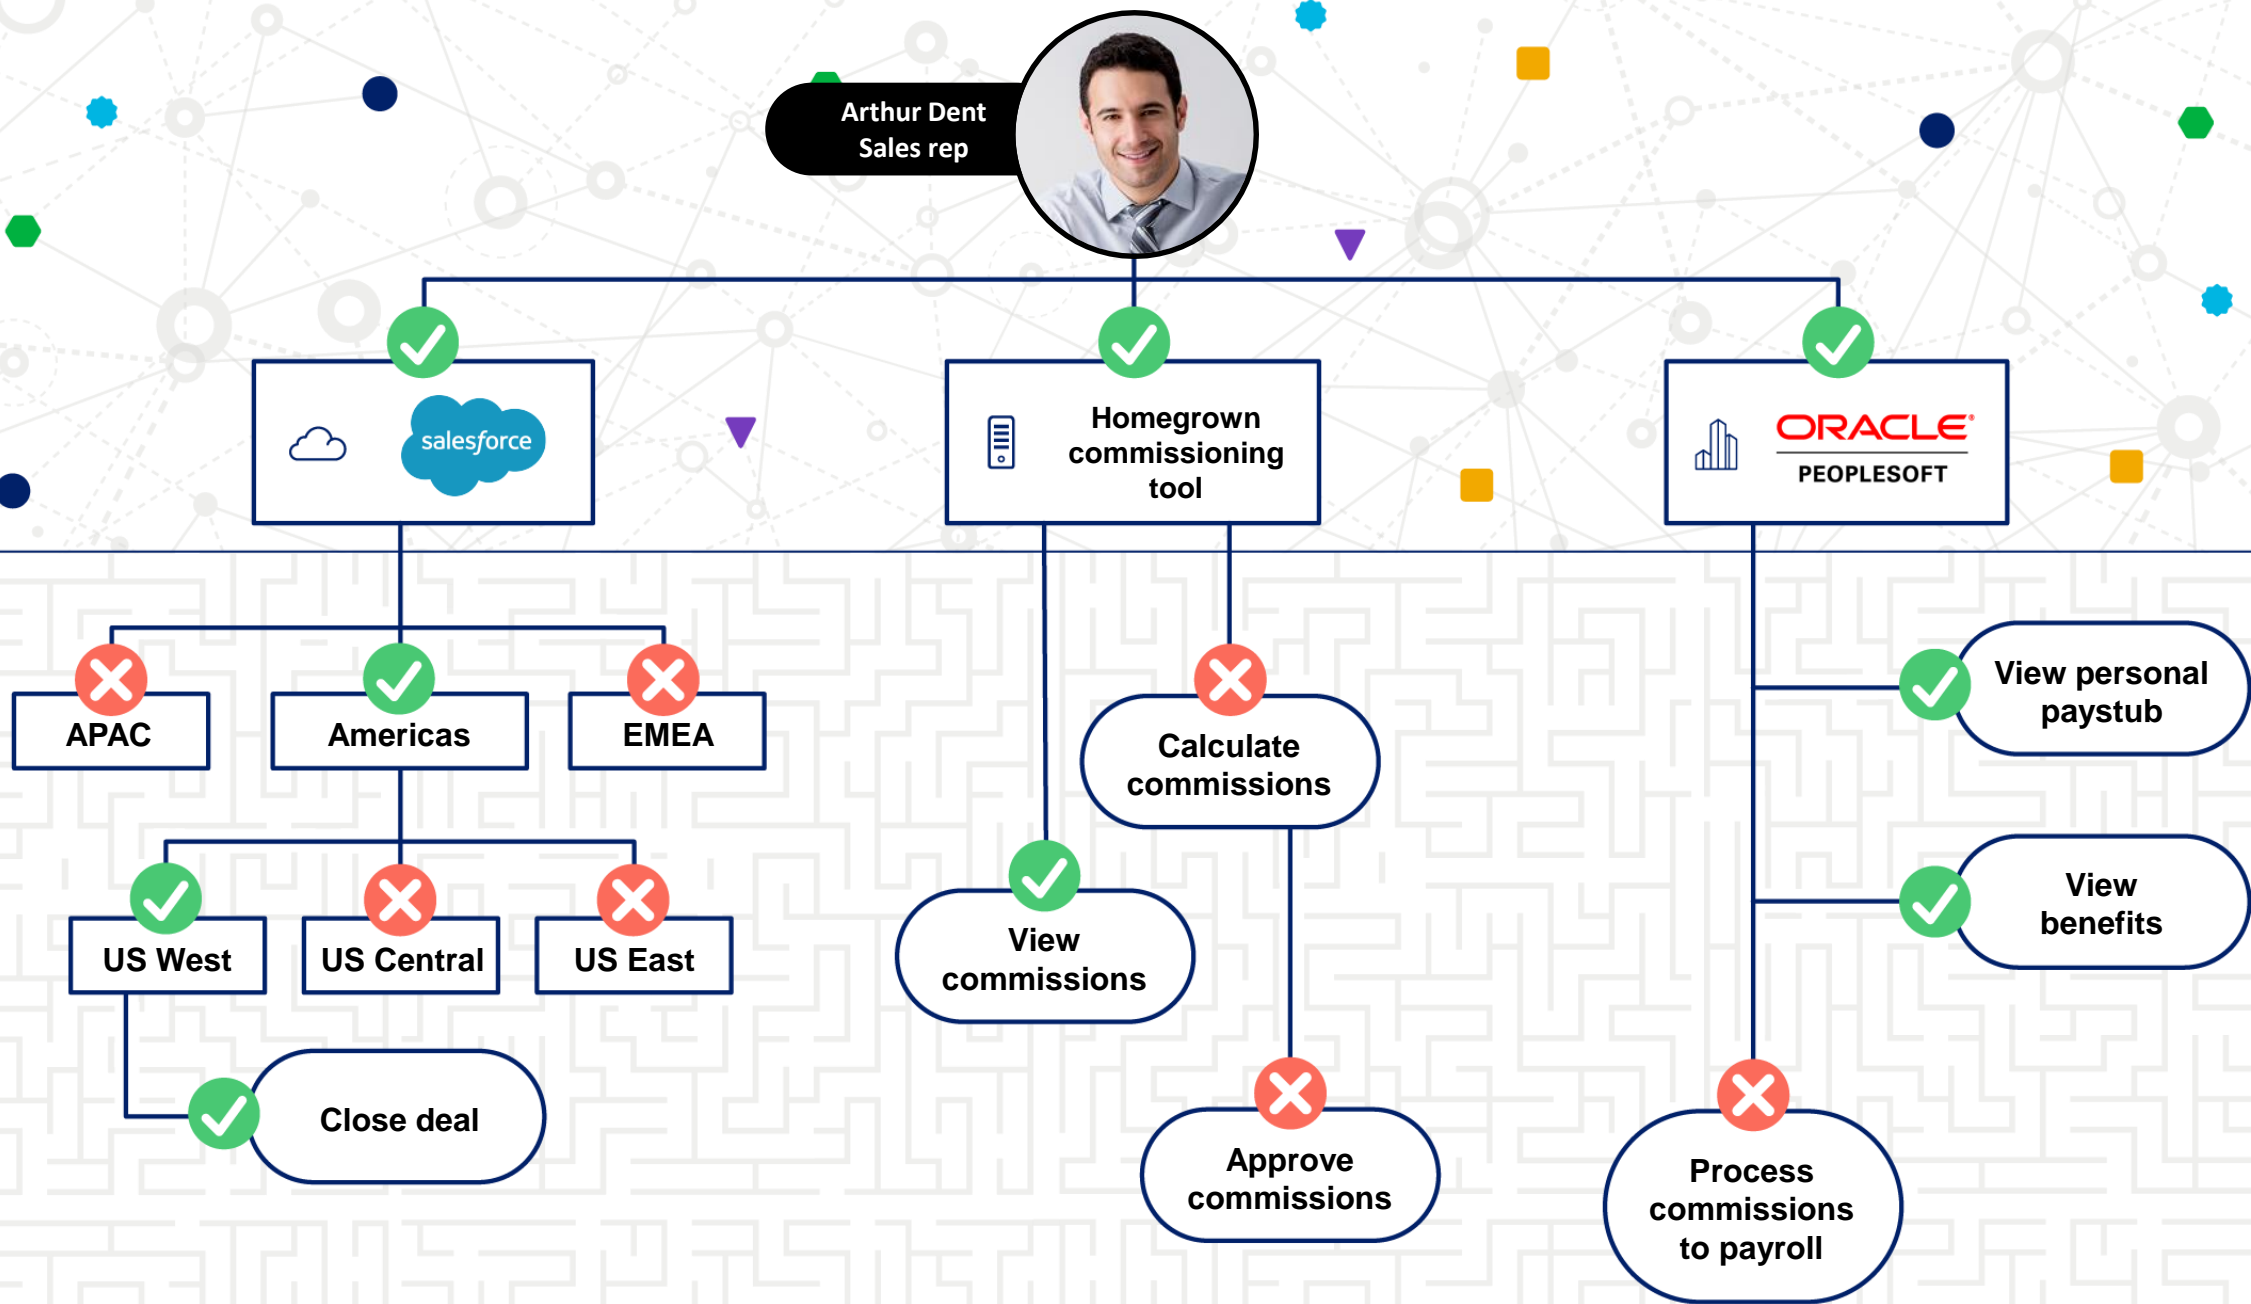 Arthur Dent
Sales rep
salesforce
Homegrown
commissioning
tool
ORACLE®
PEOPLESOFT
APAC
Americas
EMEA
US West
US Central
US East
Close deal
View
commissions
Calculate
commissions
Approve
commissions
View personal
paystub
View
benefits
Process
commissions
to payroll